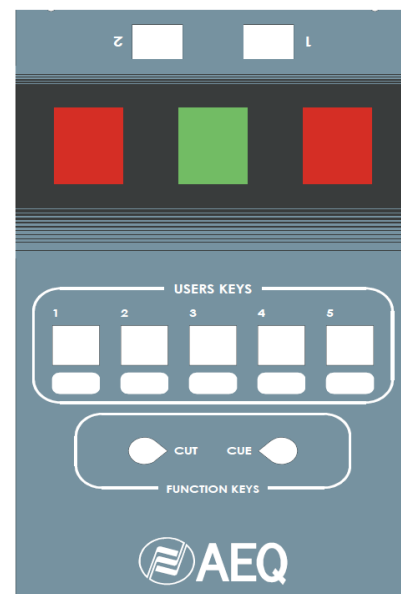 2 1
USERS KEYS
1 2 3 4 5
CUT CUE
FUNCTION KEYS
AEQ